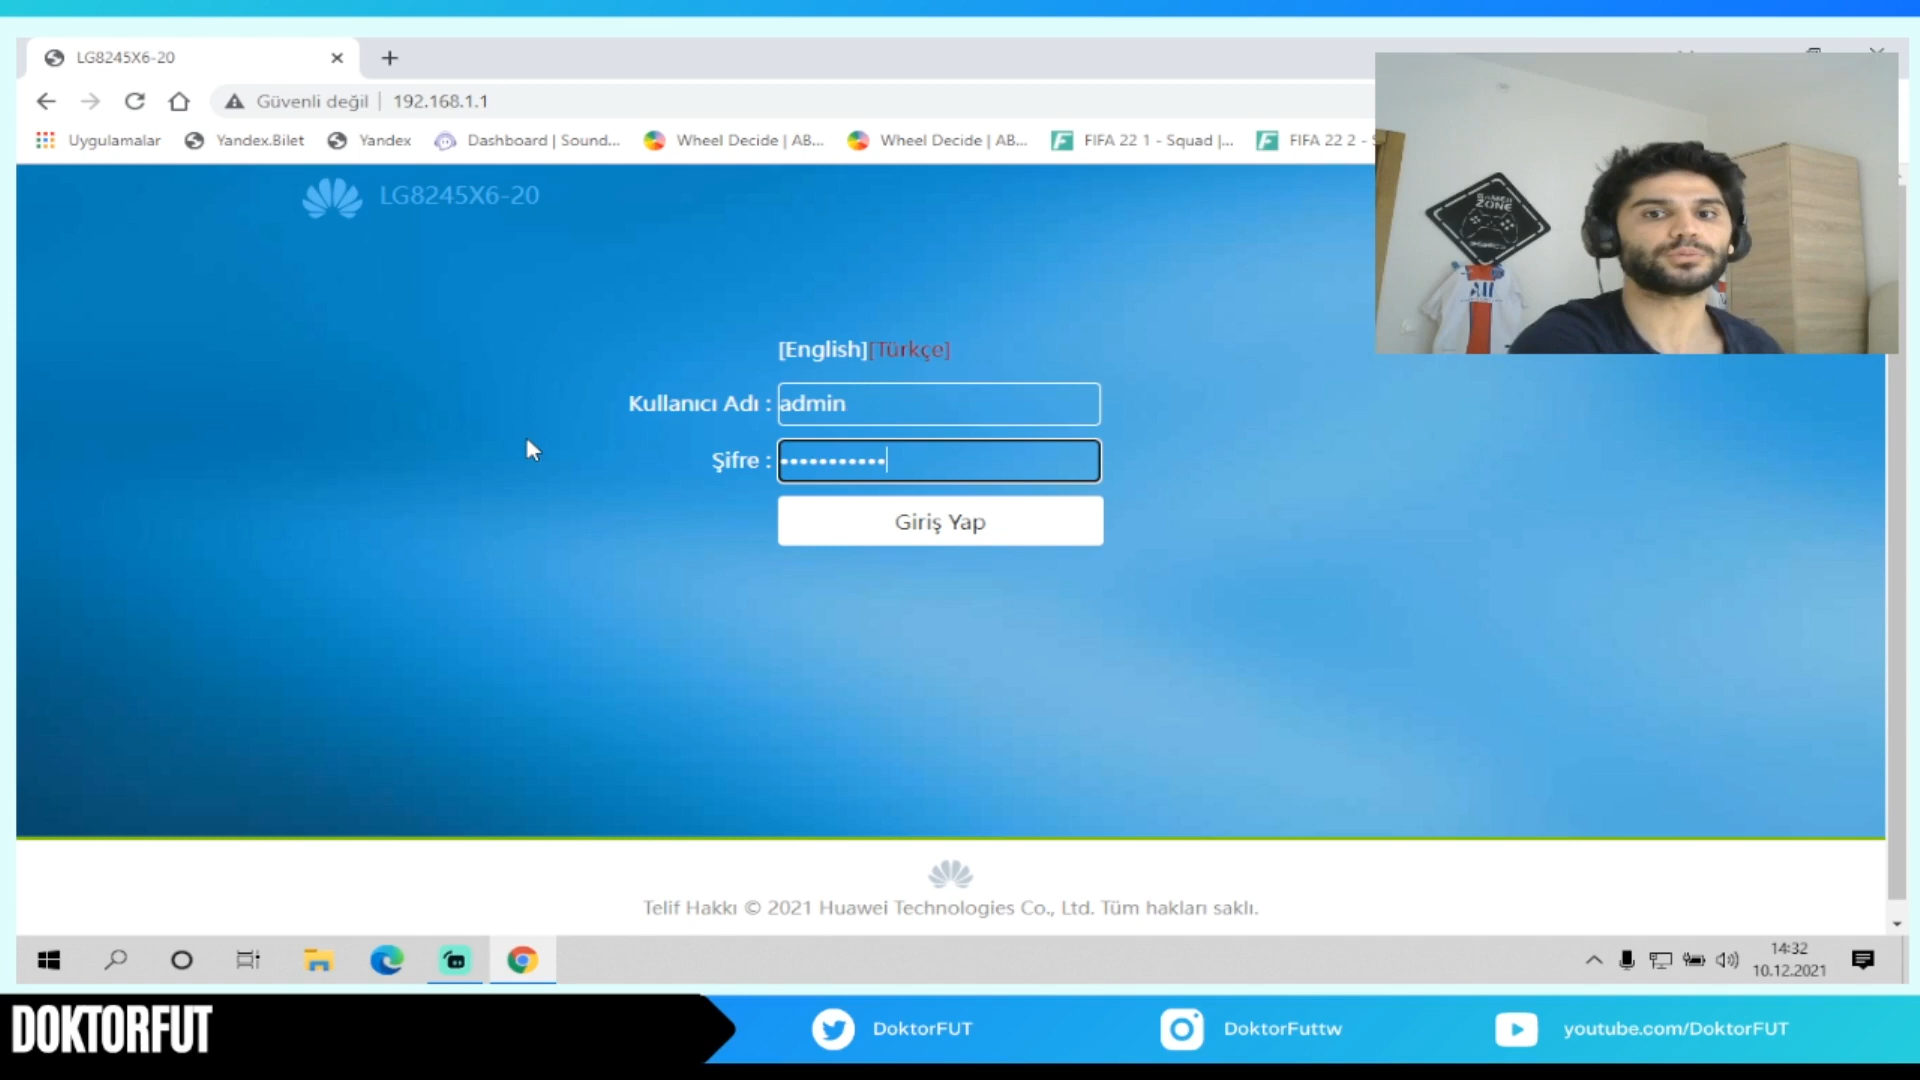 LG8245X6-20
Güvenli değil | 192.168.1.1
Uygulamalar Yandex.Bilet Yandex Dashboard | Sound... Wheel Decide | AB... Wheel Decide | AB... FIFA 22 1 - Squad |... FIFA 22 2 -
LG8245X6-20
GAMER
ZONE
ALL
[English][Türkçe]
Kullanıcı Adı : admin
Şifre : •••••••••••
Giriş Yap
Telif Hakkı © 2021 Huawei Technologies Co., Ltd. Tüm hakları saklı.
14:32
10.12.2021
DOKTORFUT
DoktorFUT
DoktorFuttw
youtube.com/DoktorFUT